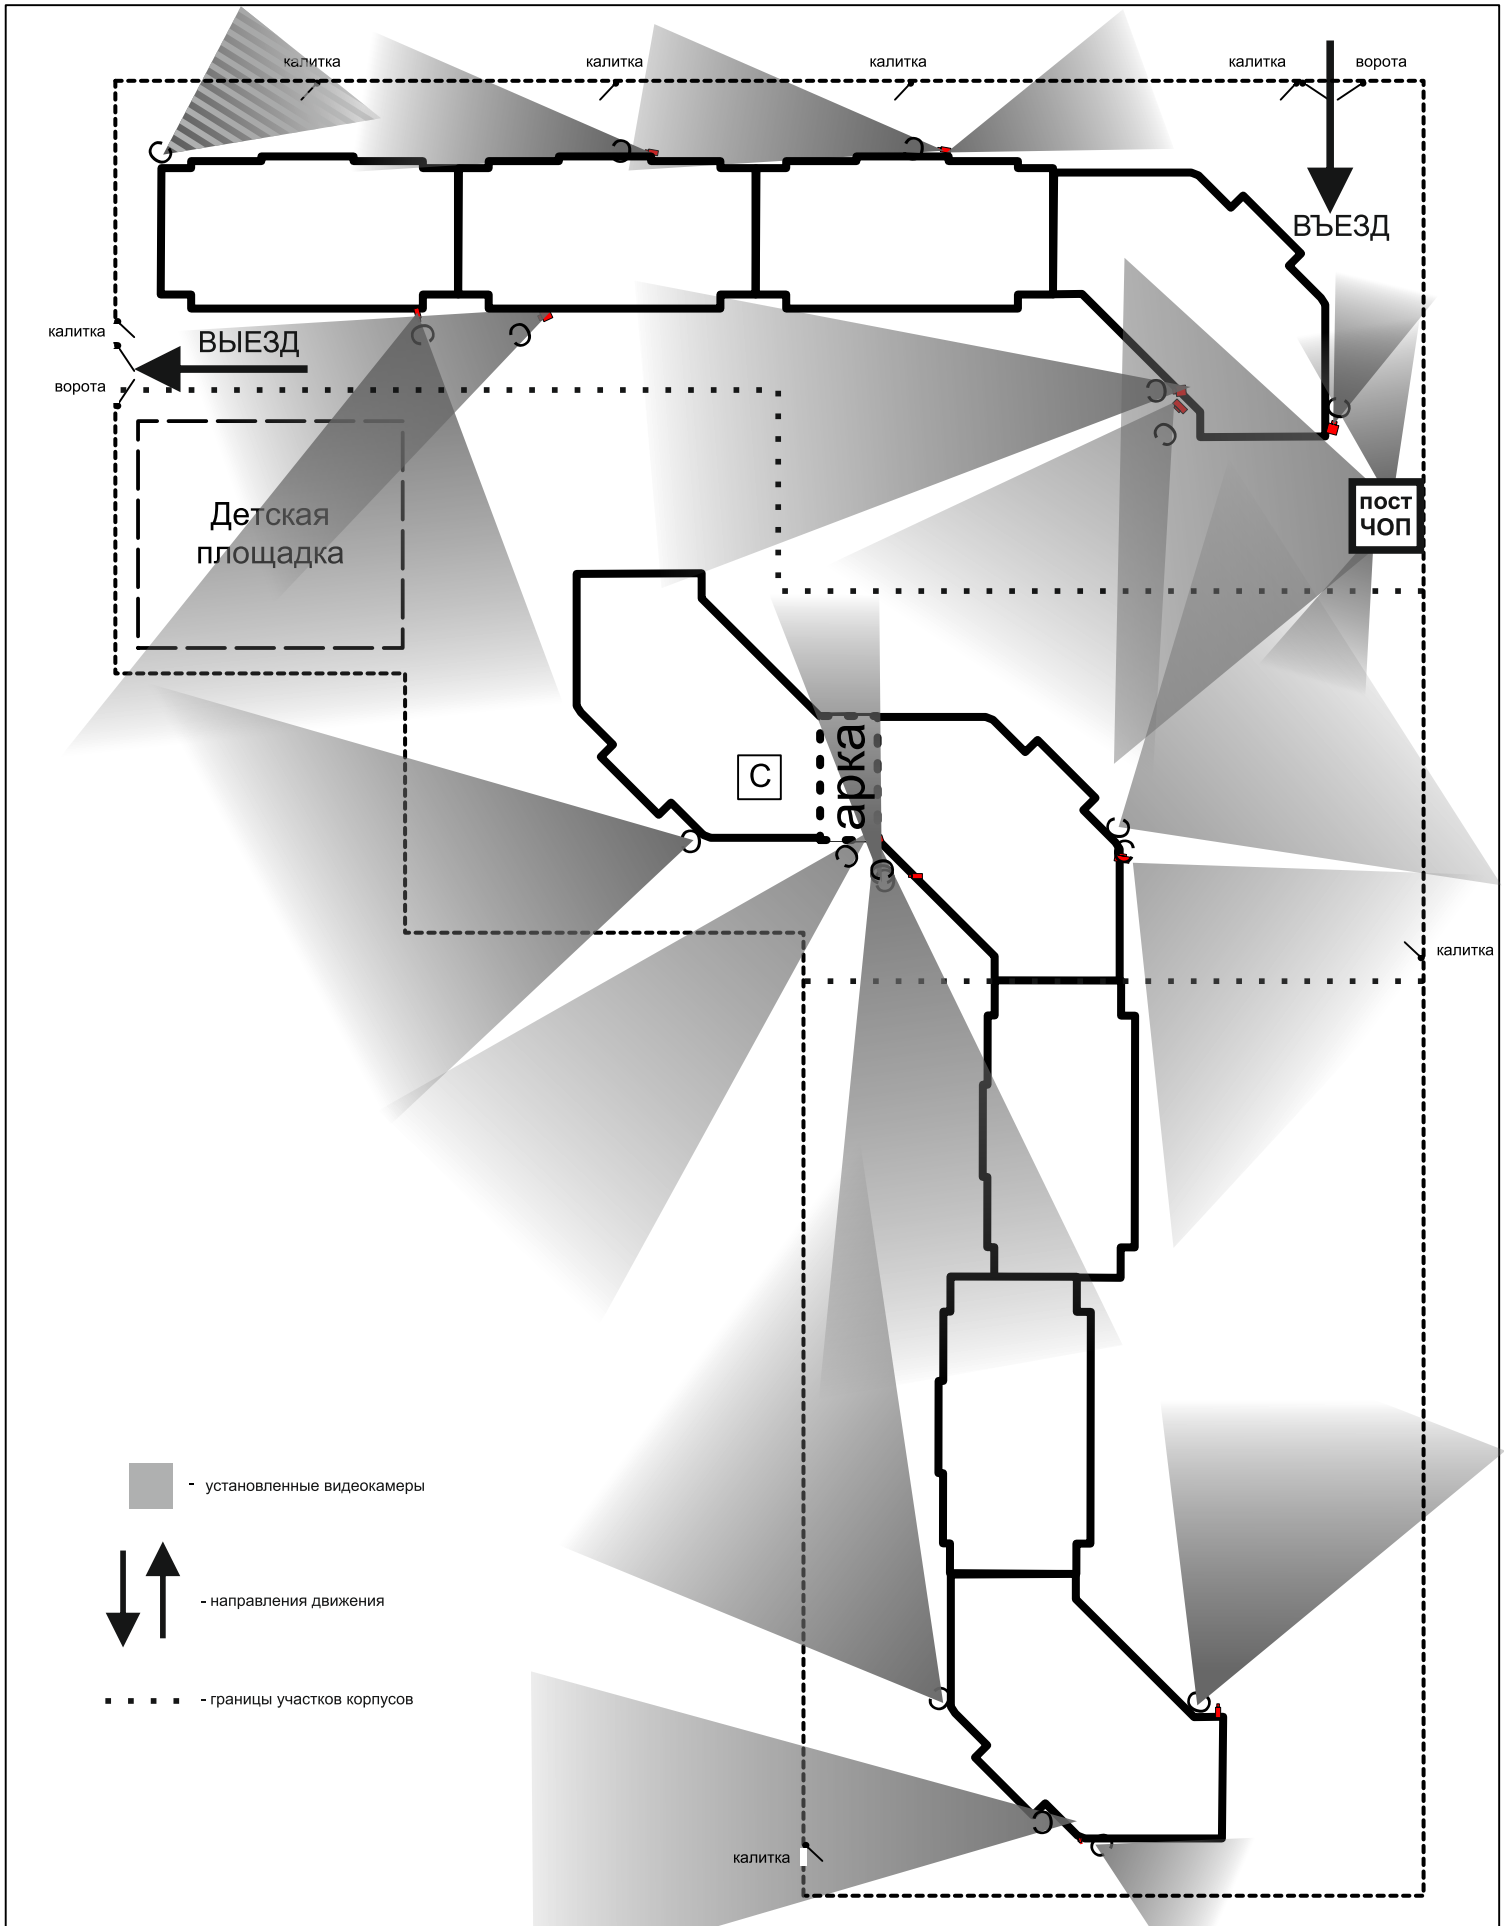 калитка
калитка
калитка
калитка
ворота
ВЪЕЗД
калитка
ВЫЕЗД
ворота
пост
ЧОП
Детская
площадка
арка
С
калитка
- установленные видеокамеры
- направления движения
- границы участков корпусов
калитка